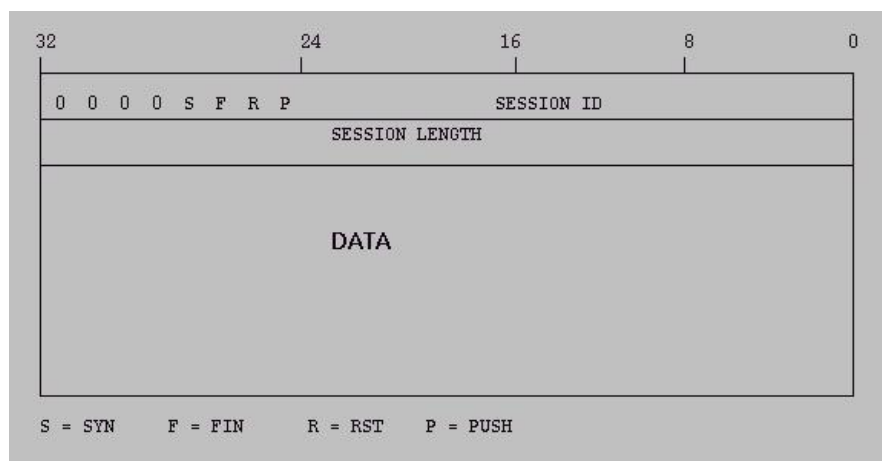 32 24 16 8 0
0 0 0 0 S F R P SESSION ID
SESSION LENGTH
DATA
S = SYN F = FIN R = RST P = PUSH